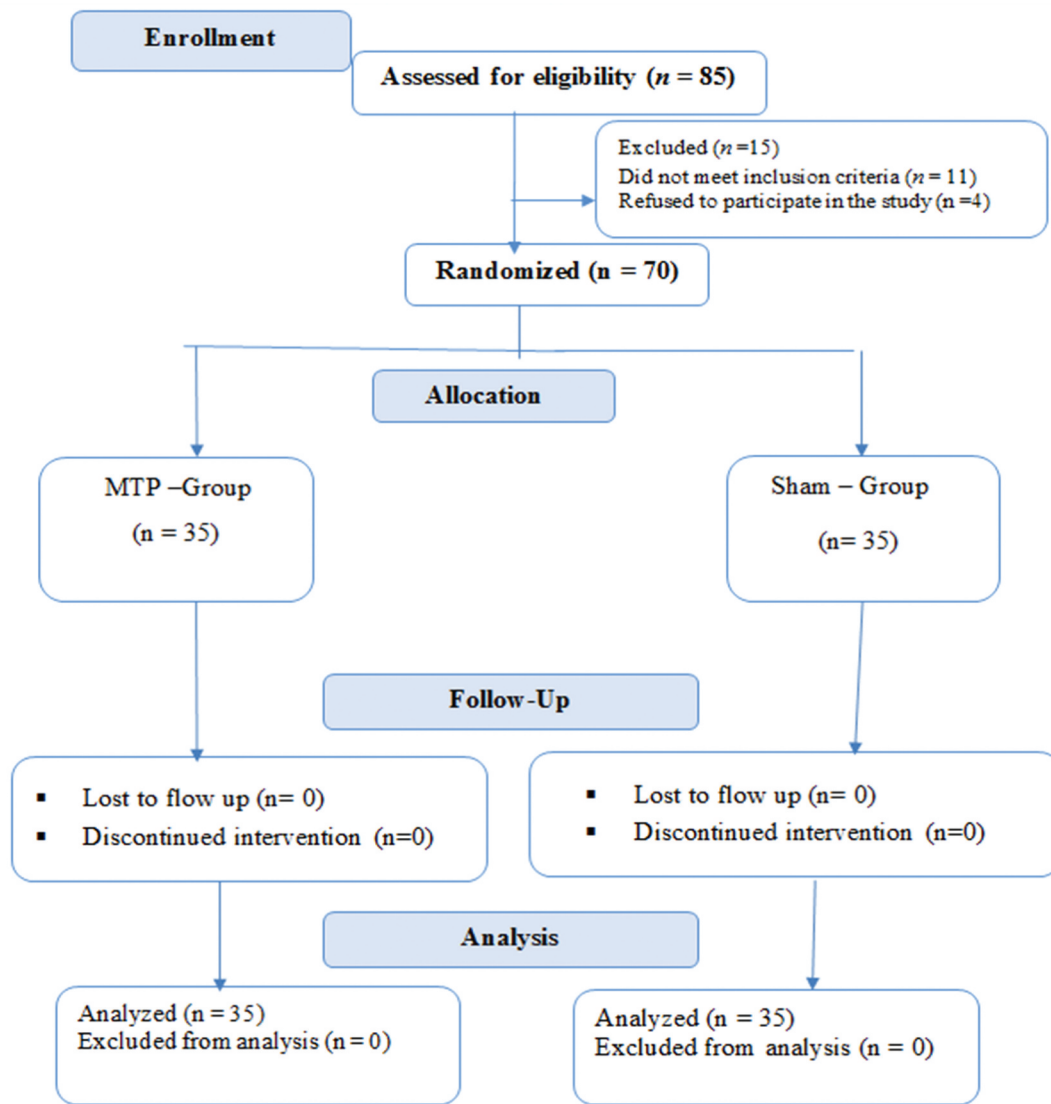 Enrollment
Assessed for eligibility (n = 85)
Excluded (n =15)
Did not meet inclusion criteria (n = 11)
Refused to participate in the study (n =4)
Randomized (n = 70)
Allocation
MTP –Group
(n = 35)
Sham – Group
(n= 35)
Follow-Up
▪ Lost to flow up (n= 0)
▪ Discontinued intervention (n=0)
▪ Lost to flow up (n= 0)
▪ Discontinued intervention (n=0)
Analysis
Analyzed (n = 35)
Excluded from analysis (n = 0)
Analyzed (n = 35)
Excluded from analysis (n = 0)